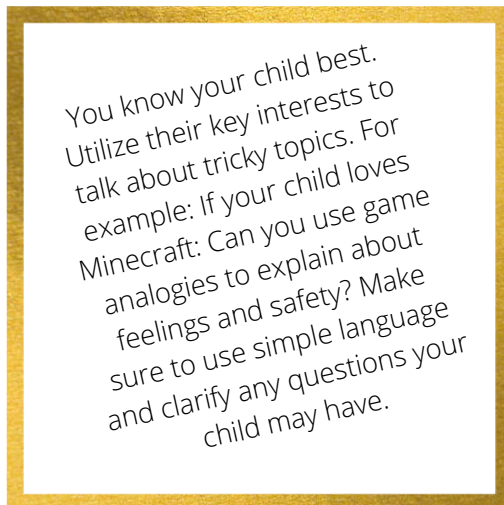 You know your child best.
Utilize their key interests to
talk about tricky topics. For
example: If your child loves
Minecraft: Can you use game
analogies to explain about
feelings and safety? Make
sure to use simple language
and clarify any questions your
child may have.